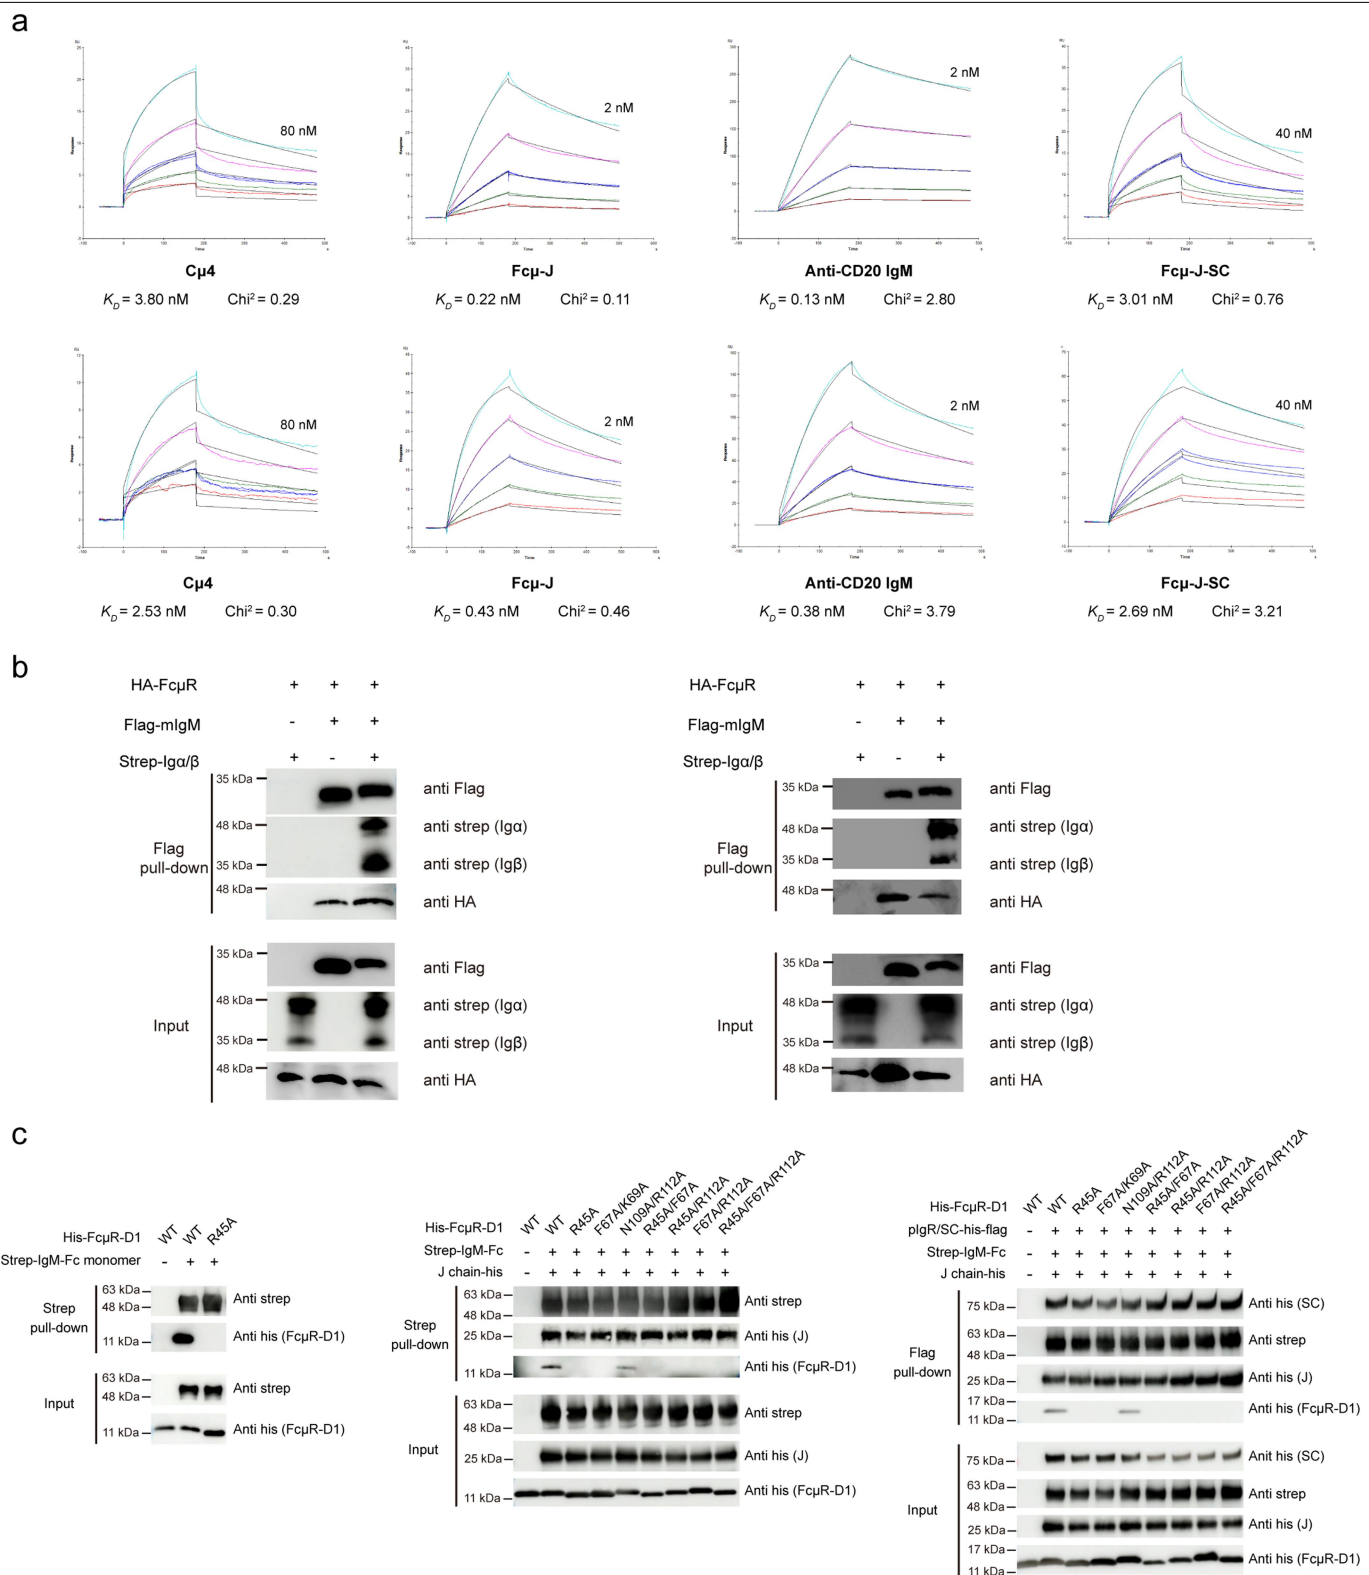 a
80 nM
2 nM
2 nM
40 nM
Cμ4
Fcμ-J
Anti-CD20 IgM
Fcμ-J-SC
K_D = 3.80 nM Chi² = 0.29
K_D = 0.22 nM Chi² = 0.11
K_D = 0.13 nM Chi² = 2.80
K_D = 3.01 nM Chi² = 0.76
80 nM
2 nM
2 nM
40 nM
Cμ4
Fcμ-J
Anti-CD20 IgM
Fcμ-J-SC
K_D = 2.53 nM Chi² = 0.30
K_D = 0.43 nM Chi² = 0.46
K_D = 0.38 nM Chi² = 3.79
K_D = 2.69 nM Chi² = 3.21
b
HA-FcμR + + +
Flag-mIgM - + +
Strep-Igα/β + - +
Flag
pull-down
35 kDa anti Flag
48 kDa anti strep (Igα)
35 kDa anti strep (Igβ)
48 kDa anti HA
Input
35 kDa anti Flag
48 kDa anti strep (Igα)
35 kDa anti strep (Igβ)
48 kDa anti HA
HA-FcμR + + +
Flag-mIgM - + +
Strep-Igα/β + - +
Flag
pull-down
35 kDa anti Flag
48 kDa anti strep (Igα)
35 kDa anti strep (Igβ)
48 kDa anti HA
Input
35 kDa anti Flag
48 kDa anti strep (Igα)
35 kDa anti strep (Igβ)
48 kDa anti HA
c
His-FcμR-D1 WT WT R45A
Strep-IgM-Fc monomer - + +
Strep
pull-down
63 kDa
48 kDa
Anti strep
11 kDa Anti his (FcμR-D1)
Input
63 kDa
48 kDa
Anti strep
11 kDa Anti his (FcμR-D1)
His-FcμR-D1 WT WT R45A F67A/K69A N109A/R112A R45A/F67A R45A/R112A F67A/R112A R45A/F67A/R112A
Strep-IgM-Fc - + + + + + + + +
J chain-his - + + + + + + + +
Strep
pull-down
63 kDa
48 kDa
Anti strep
25 kDa Anti his (J)
11 kDa Anti his (FcμR-D1)
Input
63 kDa
48 kDa
Anti strep
25 kDa Anti his (J)
11 kDa Anti his (FcμR-D1)
His-FcμR-D1 WT WT R45A F67A/K69A N109A/R112A R45A/F67A R45A/R112A F67A/R112A R45A/F67A/R112A
pIgR/SC-his-flag - + + + + + + + +
Strep-IgM-Fc - + + + + + + + +
J chain-his - + + + + + + + +
Flag
pull-down
75 kDa Anti his (SC)
63 kDa
48 kDa
Anti strep
25 kDa Anti his (J)
17 kDa
11 kDa
Anti his (FcμR-D1)
Input
75 kDa Anit his (SC)
63 kDa
48 kDa
Anti strep
25 kDa Anti his (J)
17 kDa
11 kDa
Anti his (FcμR-D1)